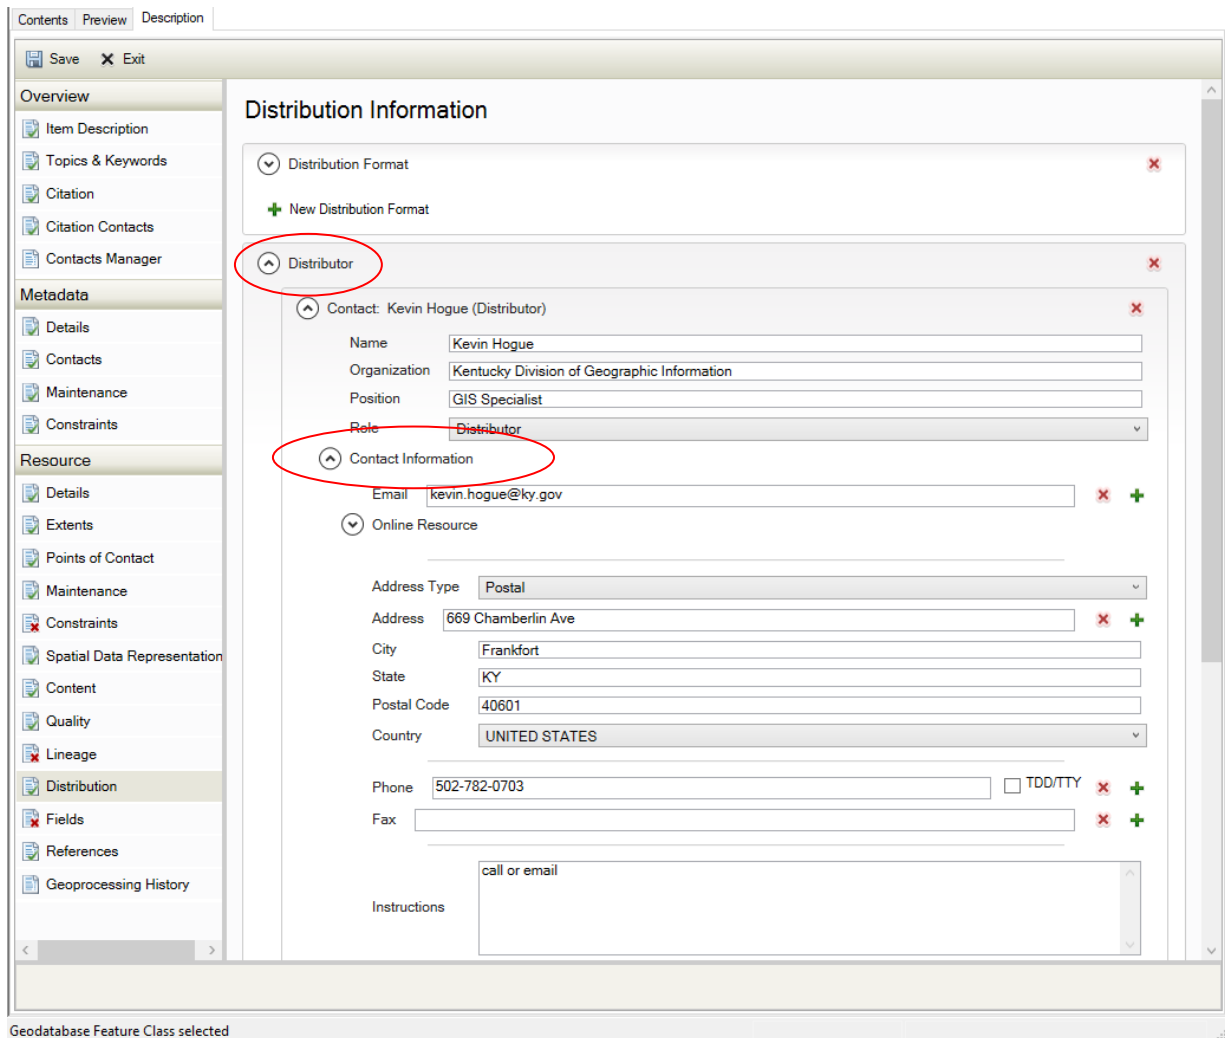 Contents Preview Description
Save Exit
Overview
Item Description
Topics & Keywords
Citation
Citation Contacts
Contacts Manager
Metadata
Details
Contacts
Maintenance
Constraints
Resource
Details
Extents
Points of Contact
Maintenance
Constraints
Spatial Data Representation
Content
Quality
Lineage
Distribution
Fields
References
Geoprocessing History
Distribution Information
Distribution Format
New Distribution Format
Distributor
Contact: Kevin Hogue (Distributor)
Name Kevin Hogue
Organization Kentucky Division of Geographic Information
Position GIS Specialist
Role Distributor
Contact Information
Email kevin.hogue@ky.gov
Online Resource
Address Type Postal
Address 669 Chamberlin Ave
City Frankfort
State KY
Postal Code 40601
Country UNITED STATES
Phone 502-782-0703 TDD/TTY
Fax
Instructions call or email
Geodatabase Feature Class selected